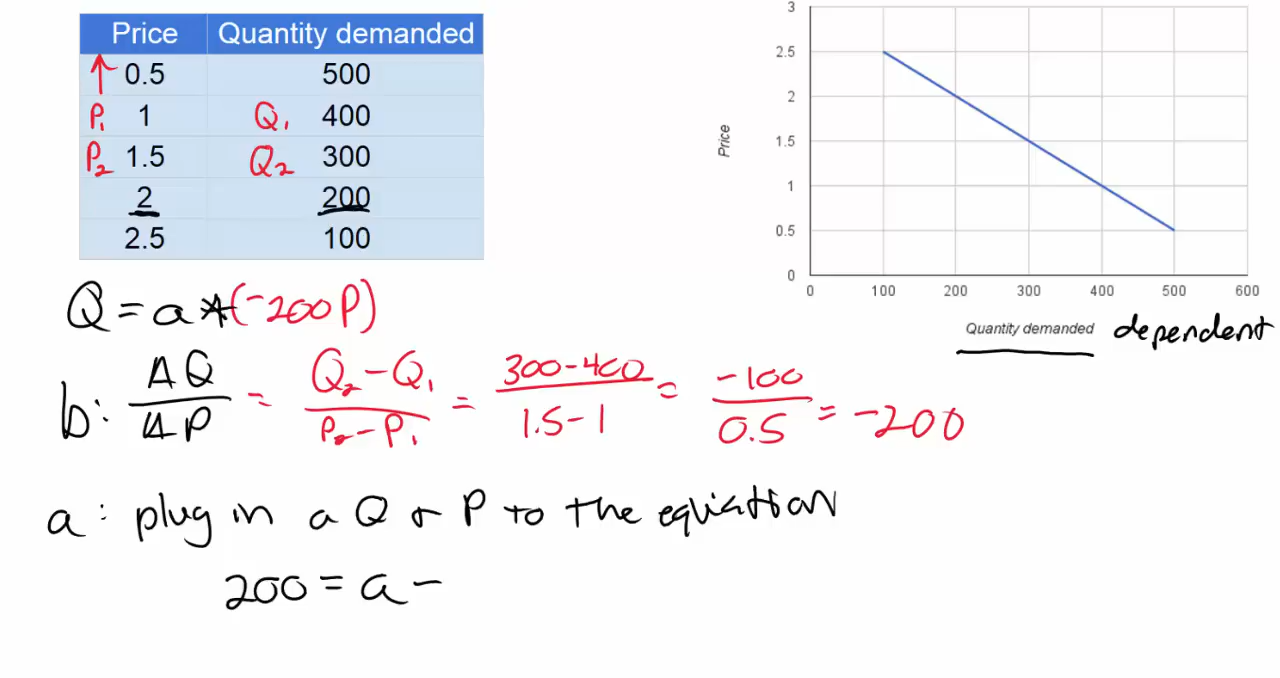 Price Quantity demanded
↑ 0.5 500
P₁ 1 Q₁ 400
P₂ 1.5 Q₂ 300
2 200
2.5 100
3
2.5
2
1.5
1
0.5
0
Price
0 100 200 300 400 500 600
Quantity demanded dependent
Q = a + (-200P)
b: ΔQ/ΔP = Q₂-Q₁/P₂-P₁ = 300-400/1.5-1 = -100/0.5 = -200
a: plug in a Q & P to the equiation
200 = a -